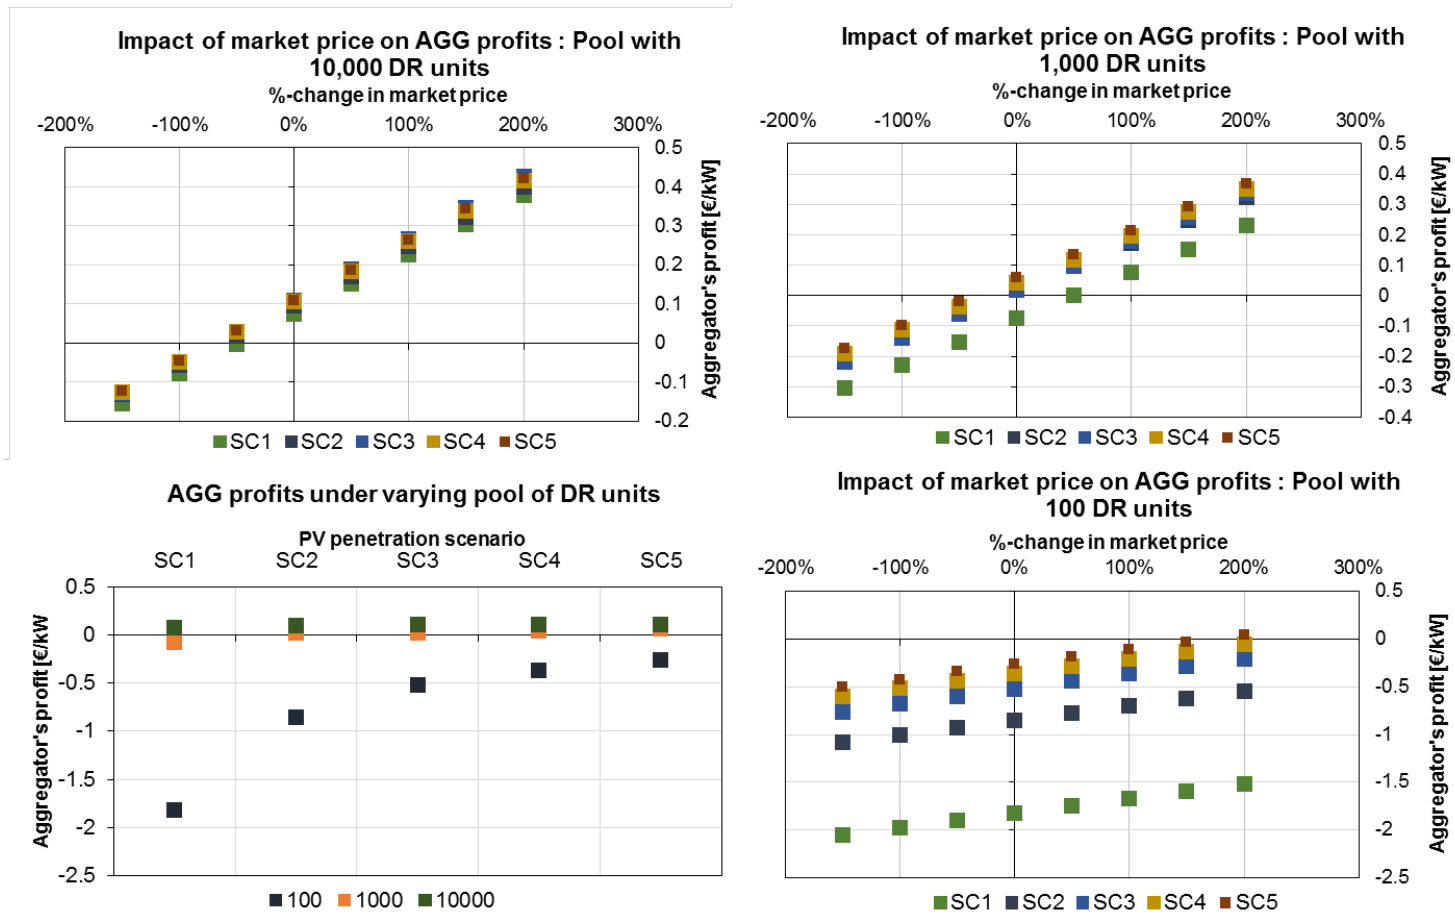 Impact of market price on AGG profits : Pool with
10,000 DR units
%-change in market price
-200% -100% 0% 100% 200% 300%
0.5
0.4
0.3
0.2
0.1
0
-0.1
-0.2
Aggregator's profit [€/kW]
SC1 SC2 SC3 SC4 SC5
Impact of market price on AGG profits : Pool with
1,000 DR units
%-change in market price
-200% -100% 0% 100% 200% 300%
0.5
0.4
0.3
0.2
0.1
0
-0.1
-0.2
-0.3
-0.4
Aggregator's profit [€/kW]
SC1 SC2 SC3 SC4 SC5
AGG profits under varying pool of DR units
PV penetration scenario
SC1 SC2 SC3 SC4 SC5
0.5
0
-0.5
-1
-1.5
-2
-2.5
Aggregator's profit [€/kW
100 1000 10000
Impact of market price on AGG profits : Pool with
100 DR units
%-change in market price
-200% -100% 0% 100% 200% 300%
0.5
0
-0.5
-1
-1.5
-2
-2.5
Aggregator's profit [€/kW]
SC1 SC2 SC3 SC4 SC5